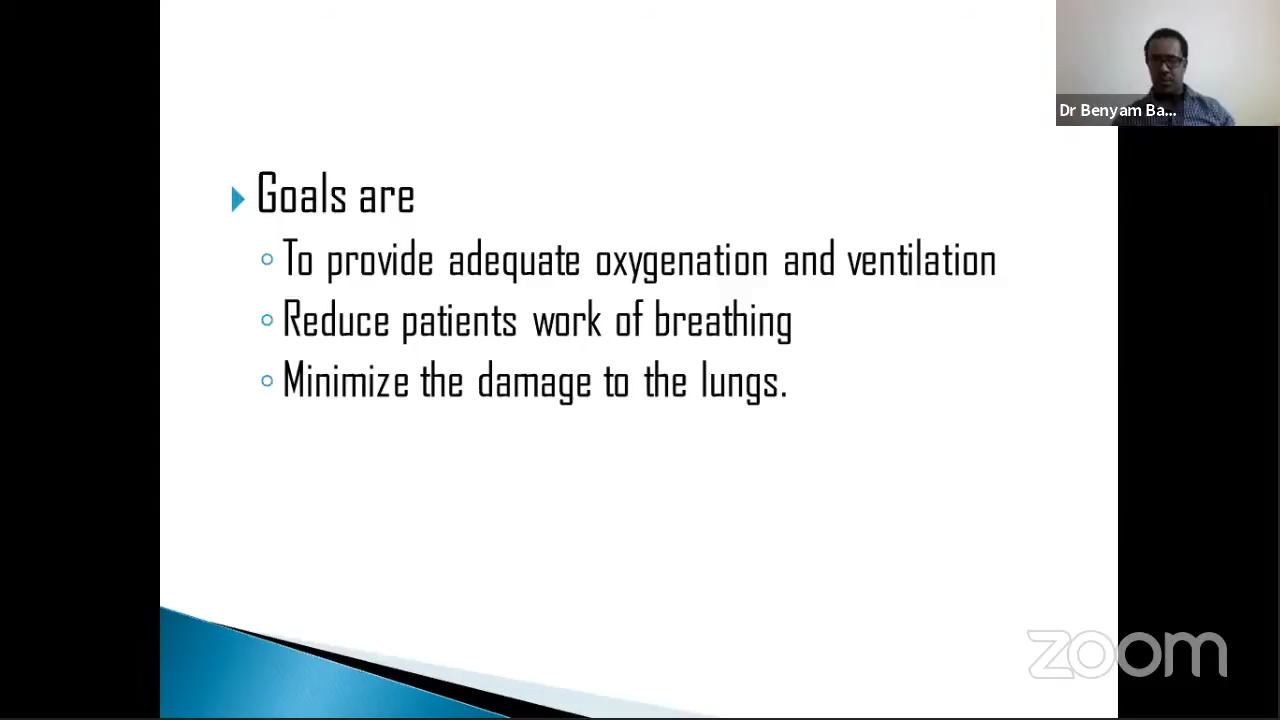 Dr Benyam Ba...
Goals are
To provide adequate oxygenation and ventilation
Reduce patients work of breathing
Minimize the damage to the lungs.
zoom